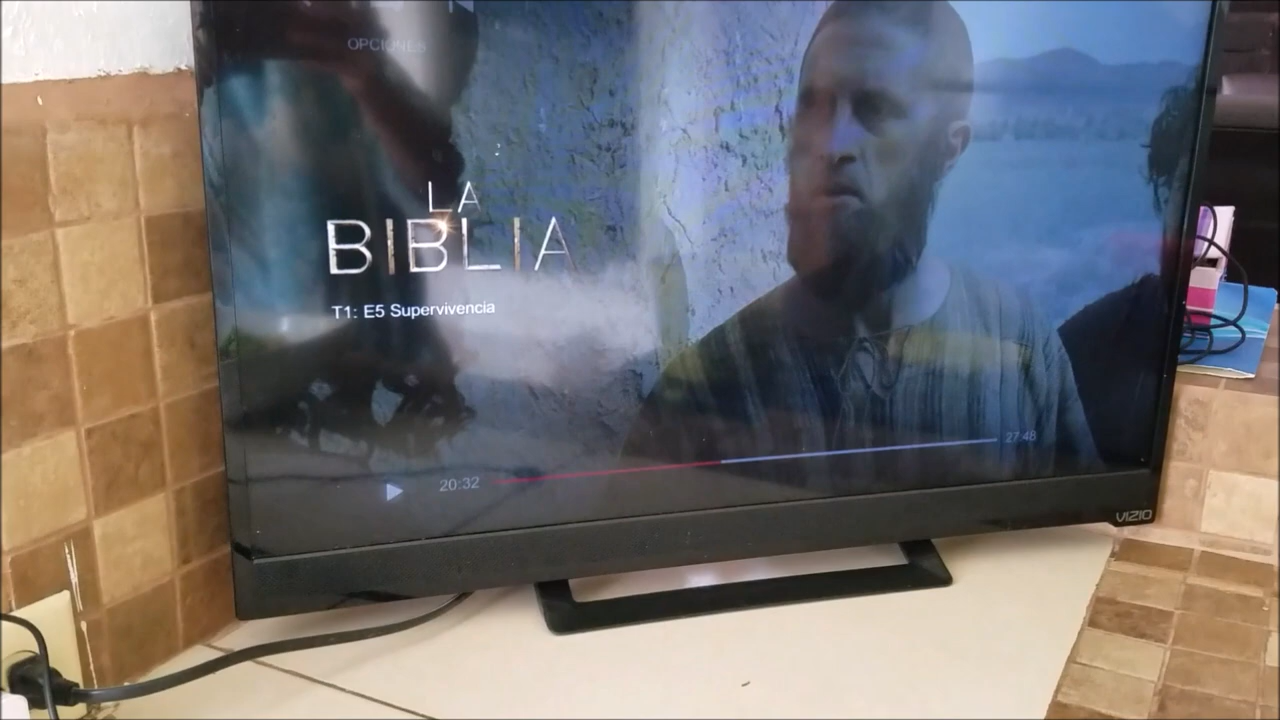 OPCIONES
LA
BIBLIA
T1: E5 Supervivencia
20:32
27:48
VIZIO